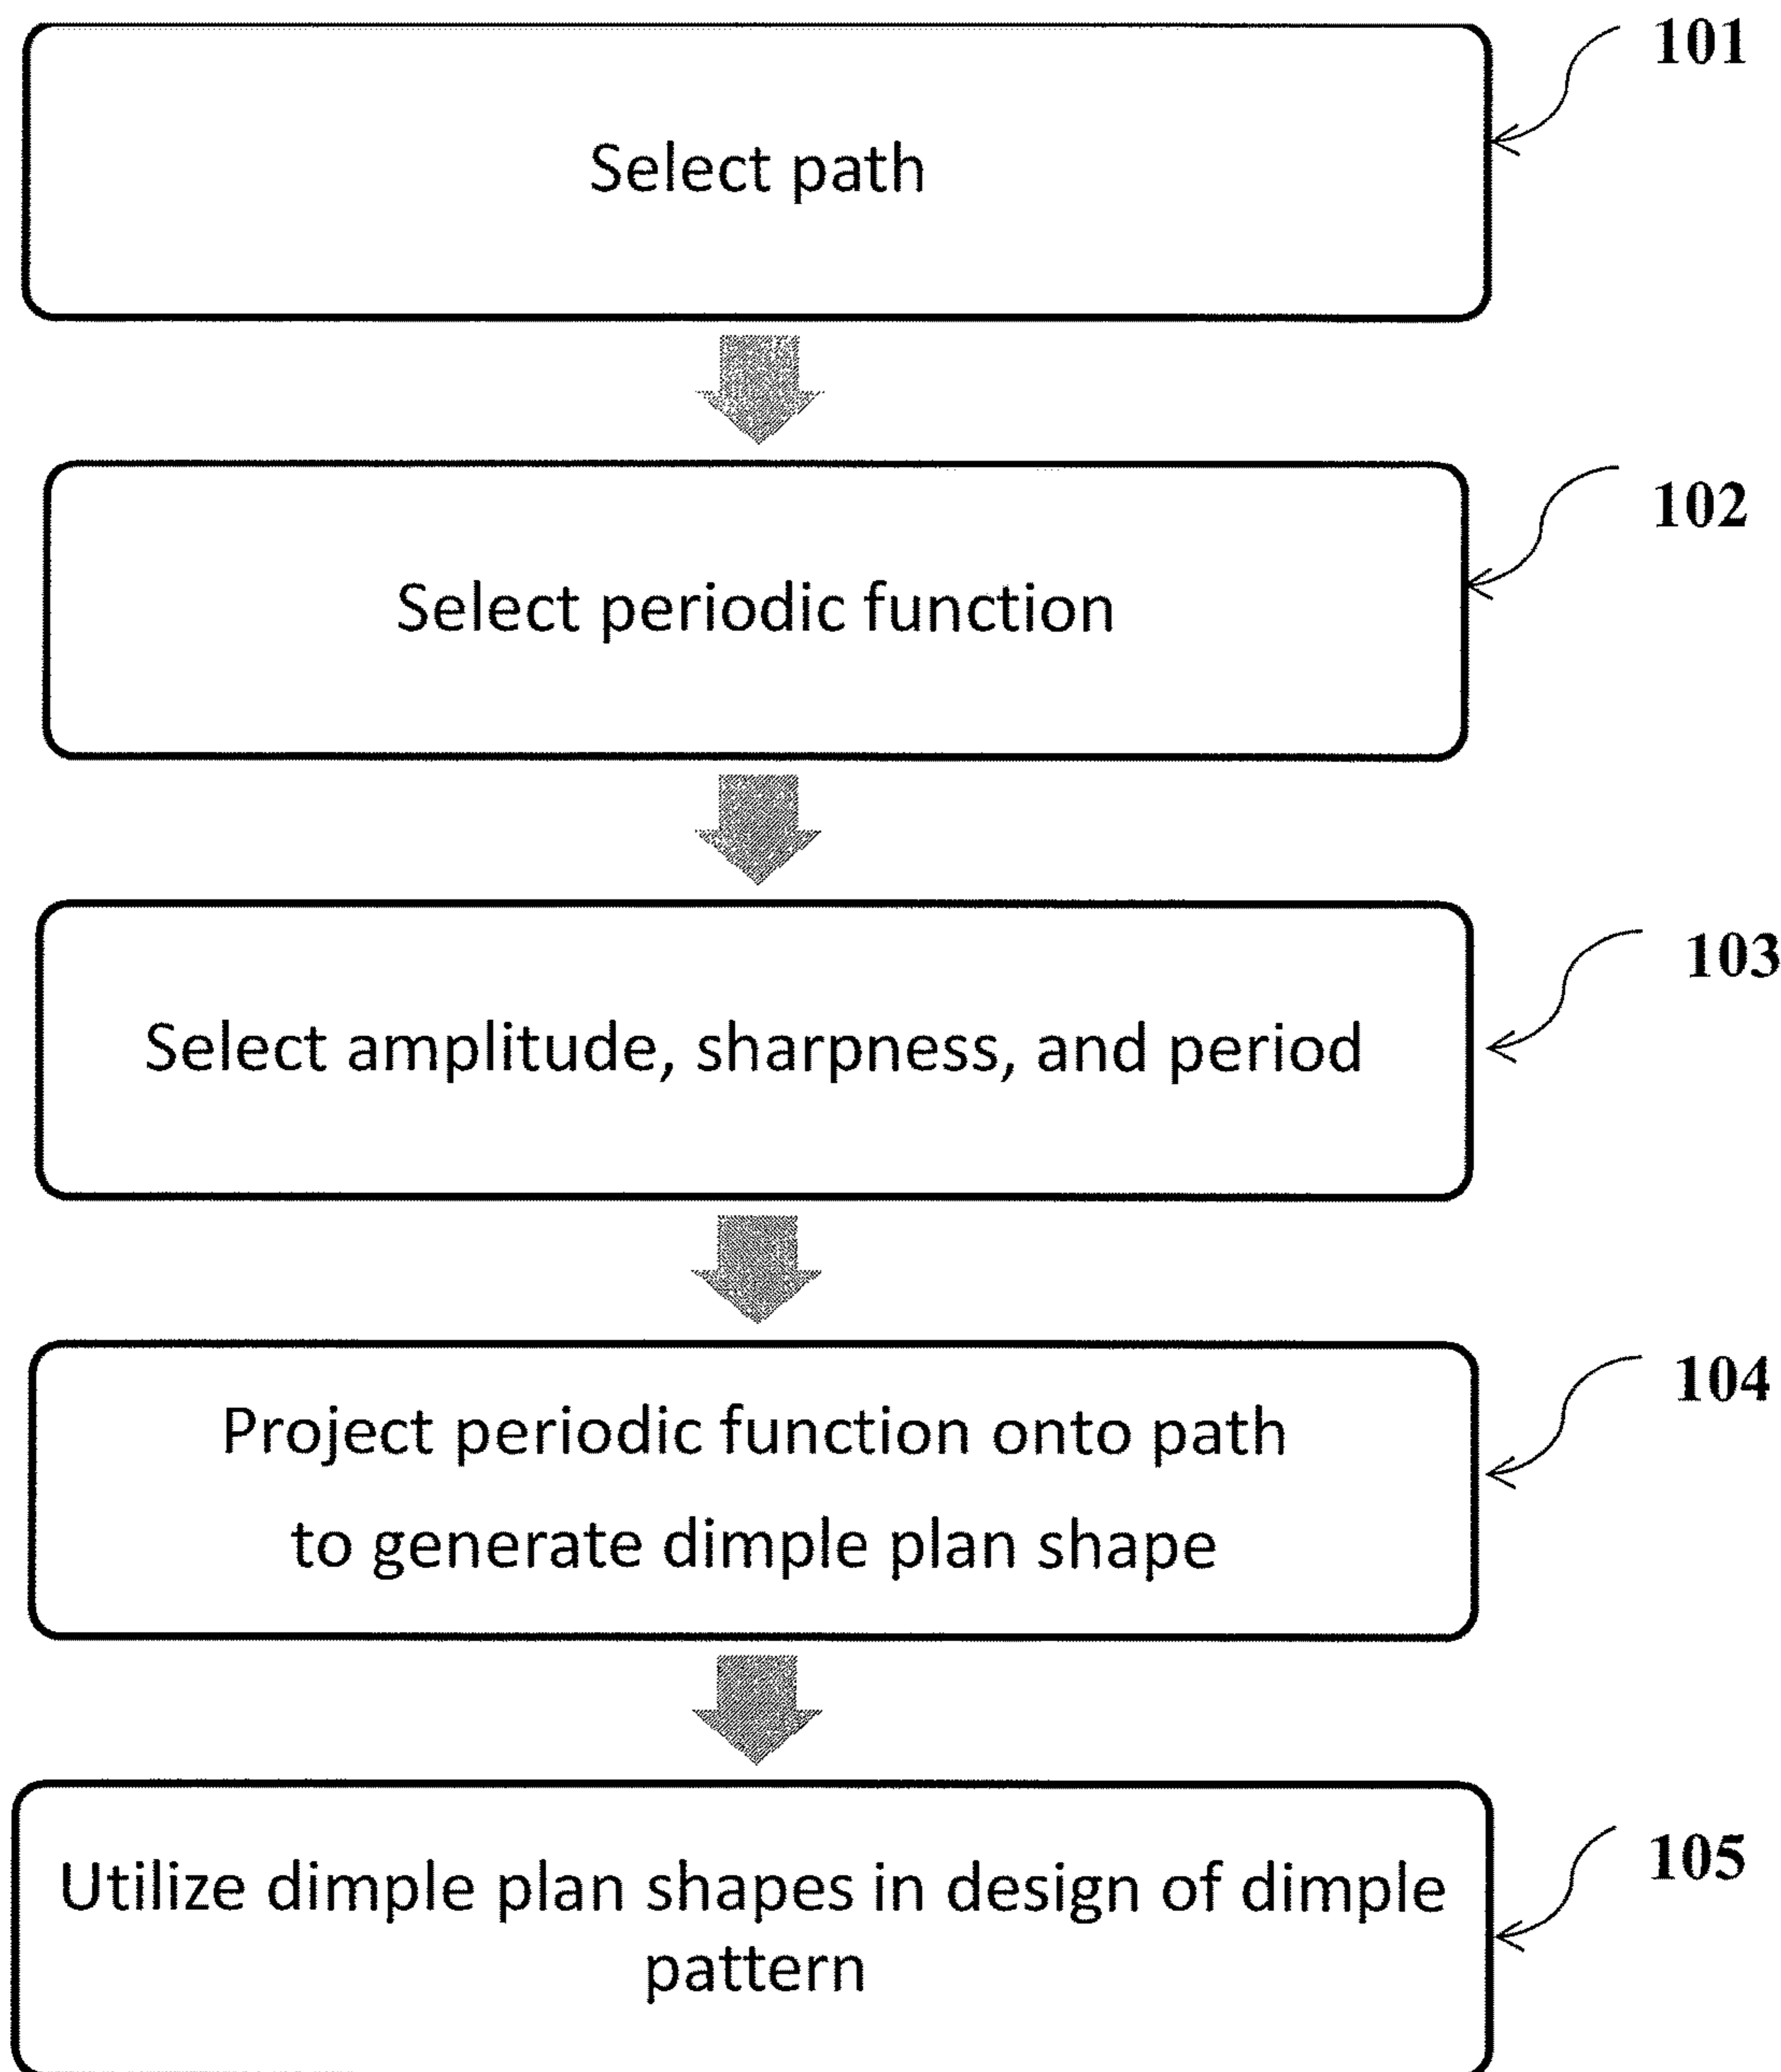 101
Select path
102
Select periodic function
103
Select amplitude, sharpness, and period
104
Project periodic function onto path
to generate dimple plan shape
105
Utilize dimple plan shapes in design of dimple
pattern